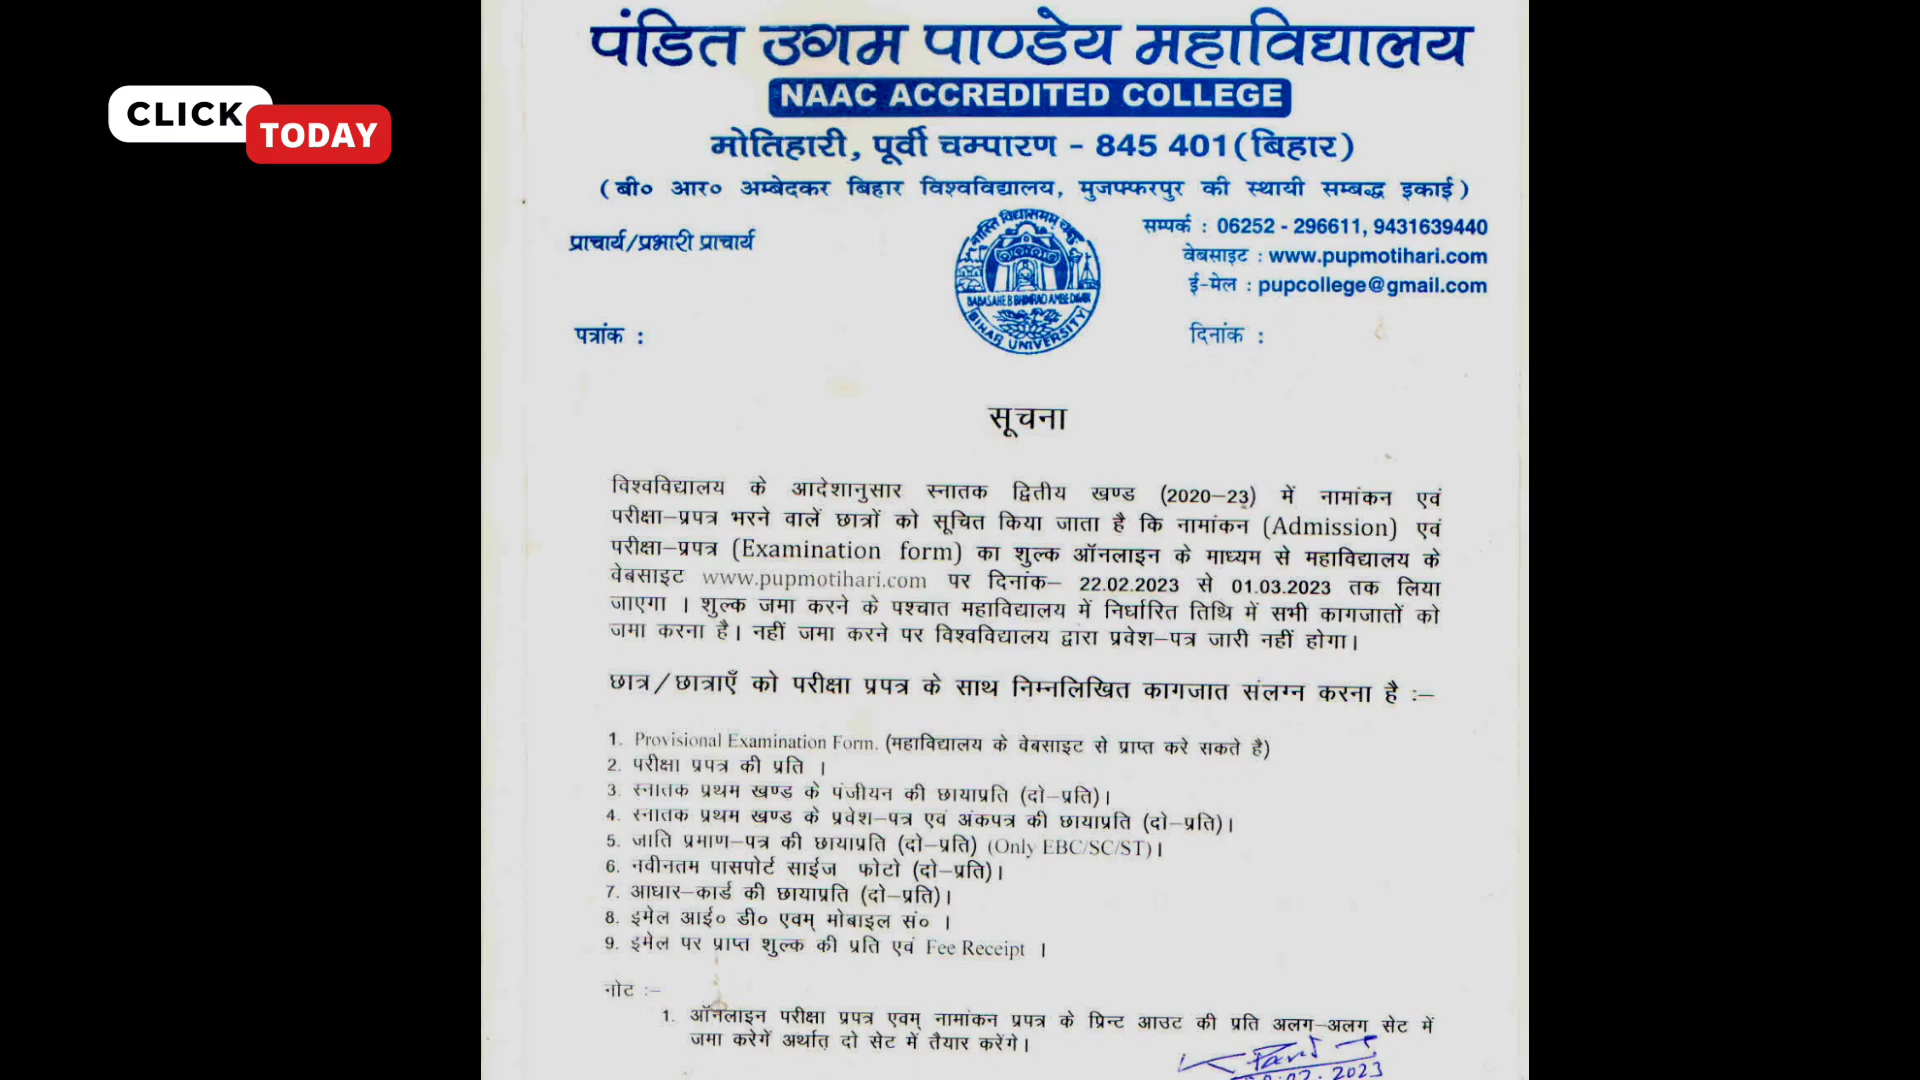 CLICK
TODAY
पंडित उगम पाण्डेय महाविद्यालय
NAAC ACCREDITED COLLEGE
मोतिहारी, पूर्वी चम्पारण - 845 401 (बिहार)
(बी० आर० अम्बेदकर बिहार विश्वविद्यालय, मुजफ्फरपुर की स्थायी सम्बद्ध इकाई)
प्राचार्य/प्रभारी प्राचार्य
सम्पर्क : 06252 - 296611, 9431639440
वेबसाइट : www.pupmotihari.com
ई-मेल : pupcollege@gmail.com
नास्ति विद्यासमम् चक्षु
BABASAHEB BHIMRAO AMBEDKAR
BIHAR UNIVERSITY
पत्रांक :
दिनांक :
सूचना
विश्वविद्यालय के आदेशानुसार स्नातक द्वितीय खण्ड (2020–23) में नामांकन एवं
परीक्षा–प्रपत्र भरने वालें छात्रों को सूचित किया जाता है कि नामांकन (Admission) एवं
परीक्षा–प्रपत्र (Examination form) का शुल्क ऑनलाइन के माध्यम से महाविद्यालय के
वेबसाइट www.pupmotihari.com पर दिनांक– 22.02.2023 से 01.03.2023 तक लिया
जाएगा । शुल्क जमा करने के पश्चात महाविद्यालय में निर्धारित तिथि में सभी कागजातों को
जमा करना है। नहीं जमा करने पर विश्वविद्यालय द्वारा प्रवेश–पत्र जारी नहीं होगा।
छात्र/छात्राएँ को परीक्षा प्रपत्र के साथ निम्नलिखित कागजात संलग्न करना है :–
1. Provisional Examination Form. (महाविद्यालय के वेबसाइट से प्राप्त करे सकते है)
2. परीक्षा प्रपत्र की प्रति ।
3. स्नातक प्रथम खण्ड के पंजीयन की छायाप्रति (दो–प्रति)।
4. स्नातक प्रथम खण्ड के प्रवेश–पत्र एवं अंकपत्र की छायाप्रति (दो–प्रति)।
5. जाति प्रमाण–पत्र की छायाप्रति (दो–प्रति) (Only EBC/SC/ST)।
6. नवीनतम पासपोर्ट साईज फोटो (दो–प्रति)।
7. आधार–कार्ड की छायाप्रति (दो–प्रति)।
8. इमेल आई० डी० एवम् मोबाइल सं० ।
9. इमेल पर प्राप्त शुल्क की प्रति एवं Fee Receipt ।
नोट :–
1. ऑनलाइन परीक्षा प्रपत्र एवम् नामांकन प्रपत्र के प्रिन्ट आउट की प्रति अलग–अलग सेट में
जमा करेगें अर्थात् दो सेट में तैयार करेंगे।
02.2023